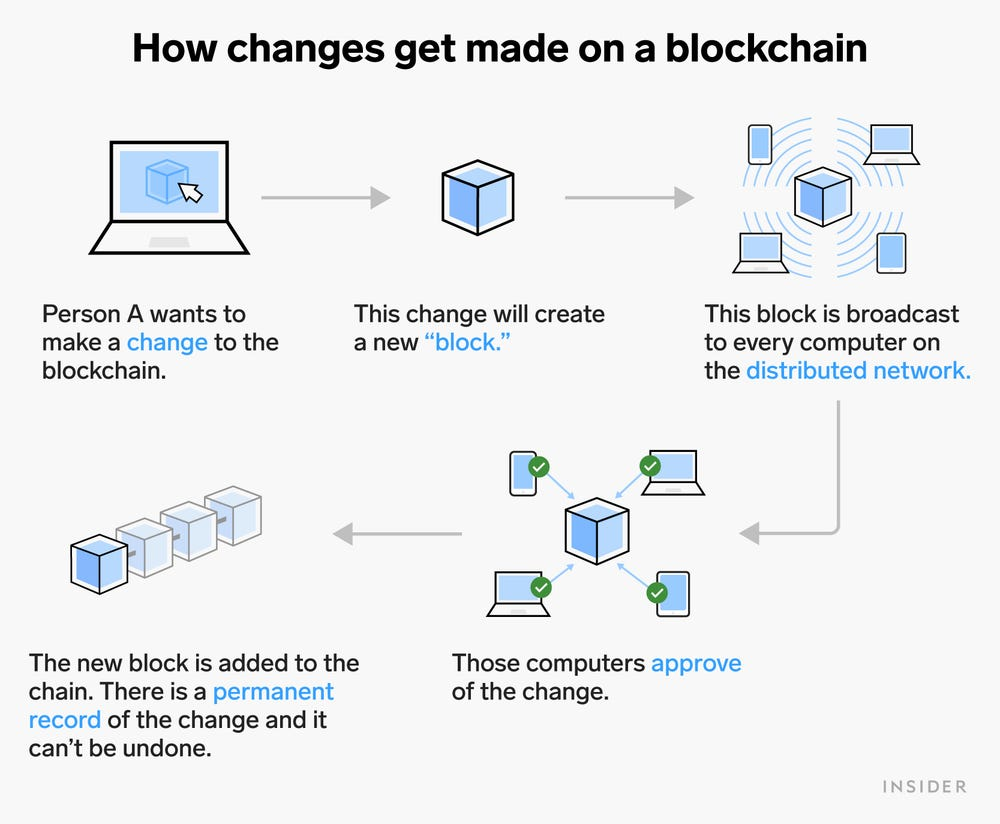 How changes get made on a blockchain
Person A wants to
make a change to the
blockchain.
This change will create
a new “block.”
This block is broadcast
to every computer on
the distributed network.
Those computers approve
of the change.
The new block is added to the
chain. There is a permanent
record of the change and it
can’t be undone.
INSIDER